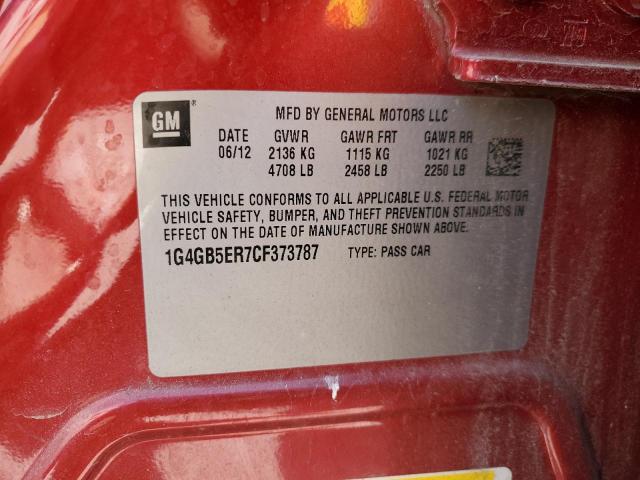 GM
MFD BY GENERAL MOTORS LLC
DATE GVWR GAWR FRT GAWR RR
06/12 2136 KG 1115 KG 1021 KG
4708 LB 2458 LB 2250 LB
THIS VEHICLE CONFORMS TO ALL APPLICABLE U.S. FEDERAL MOTOR
VEHICLE SAFETY, BUMPER, AND THEFT PREVENTION STANDARDS IN
EFFECT ON THE DATE OF MANUFACTURE SHOWN ABOVE.
1G4GB5ER7CF373787 TYPE: PASS CAR